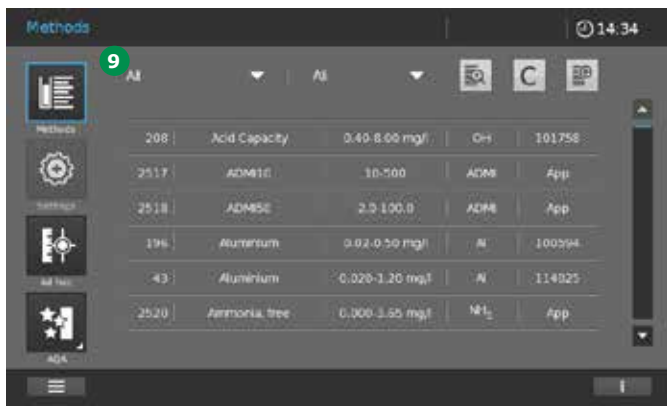 Methods 14:34
9 All All C
Methods
208 Acid Capacity 0.40-8.00 mg/l OH 101758
2517 ADMI10 10-500 ADMI App
Settings
2518 ADMI50 2.0-100.0 ADMI App
196 Aluminium 0.02-0.50 mg/l Al 100594
43 Aluminium 0.020-1.20 mg/l Al 114825
2520 Ammonia, free 0.000-3.65 mg/l NH₃ App
AQA
i